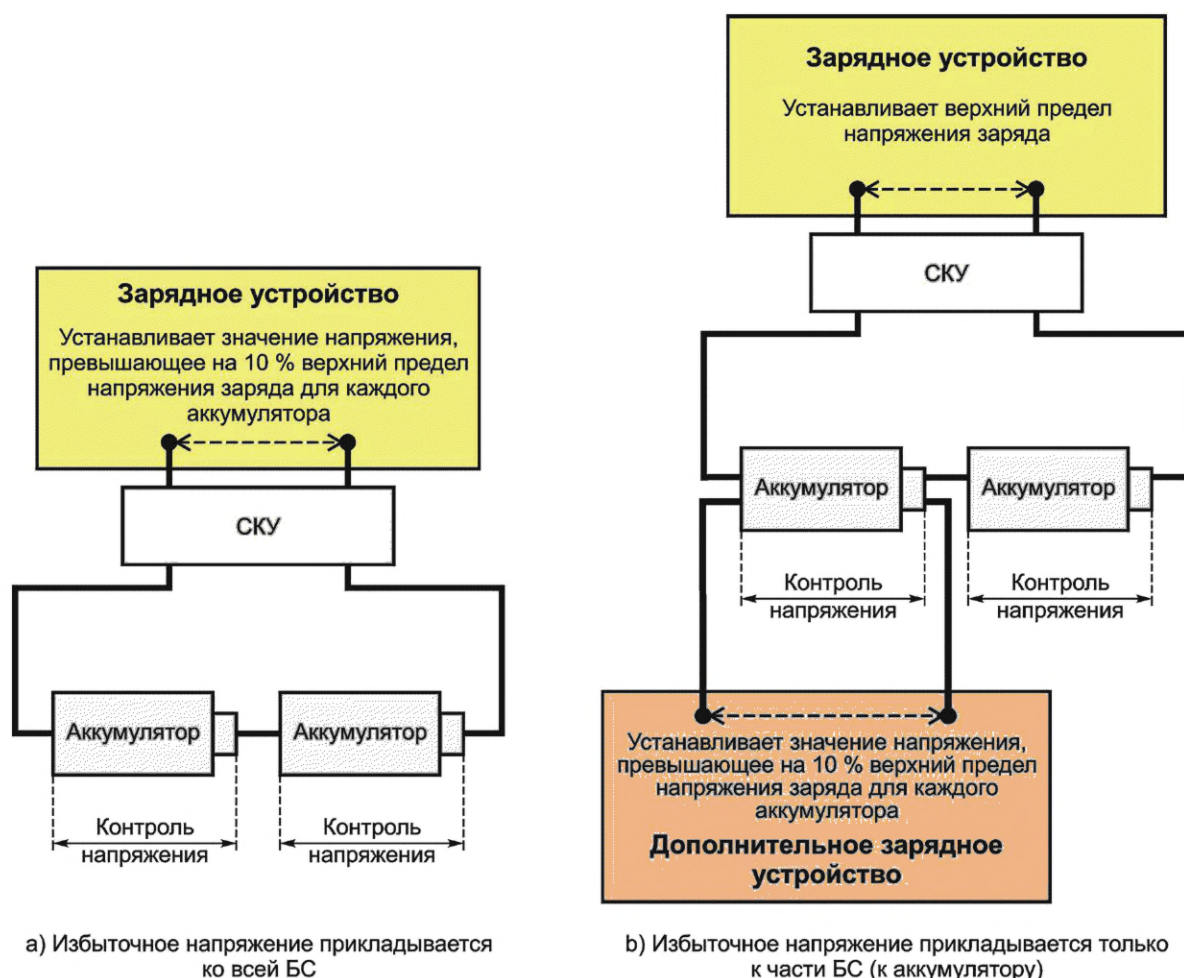 Зарядное устройство
Устанавливает значение напряжения,
превышающее на 10 % верхний предел
напряжения заряда для каждого
аккумулятора
СКУ
Аккумулятор
Аккумулятор
Контроль
напряжения
Контроль
напряжения
а) Избыточное напряжение прикладывается
ко всей БС
Зарядное устройство
Устанавливает верхний предел
напряжения заряда
СКУ
Аккумулятор
Аккумулятор
Контроль
напряжения
Контроль
напряжения
Устанавливает значение напряжения,
превышающее на 10 % верхний предел
напряжения заряда для каждого
аккумулятора
Дополнительное зарядное
устройство
b) Избыточное напряжение прикладывается только
к части БС (к аккумулятору)